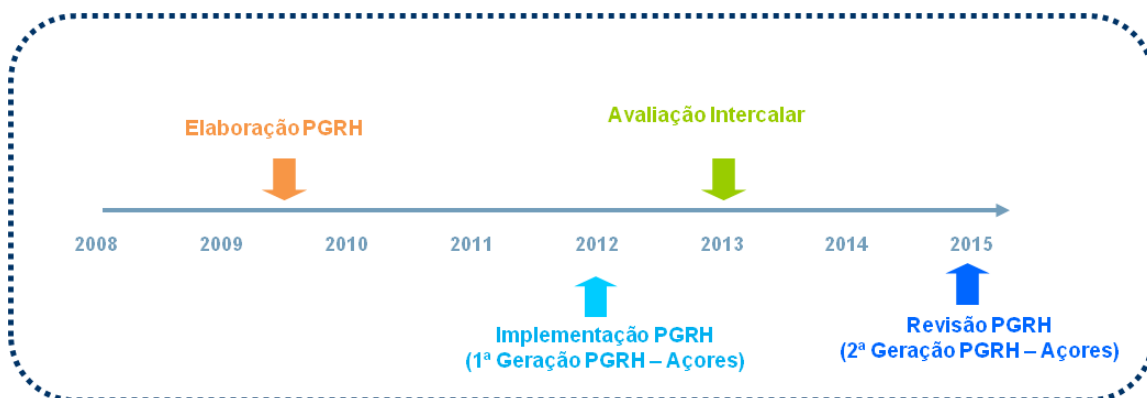 Elaboração PGRH
Avaliação Intercalar
2008 2009 2010 2011 2012 2013 2014 2015
Implementação PGRH
(1ª Geração PGRH – Açores)
Revisão PGRH
(2ª Geração PGRH – Açores)